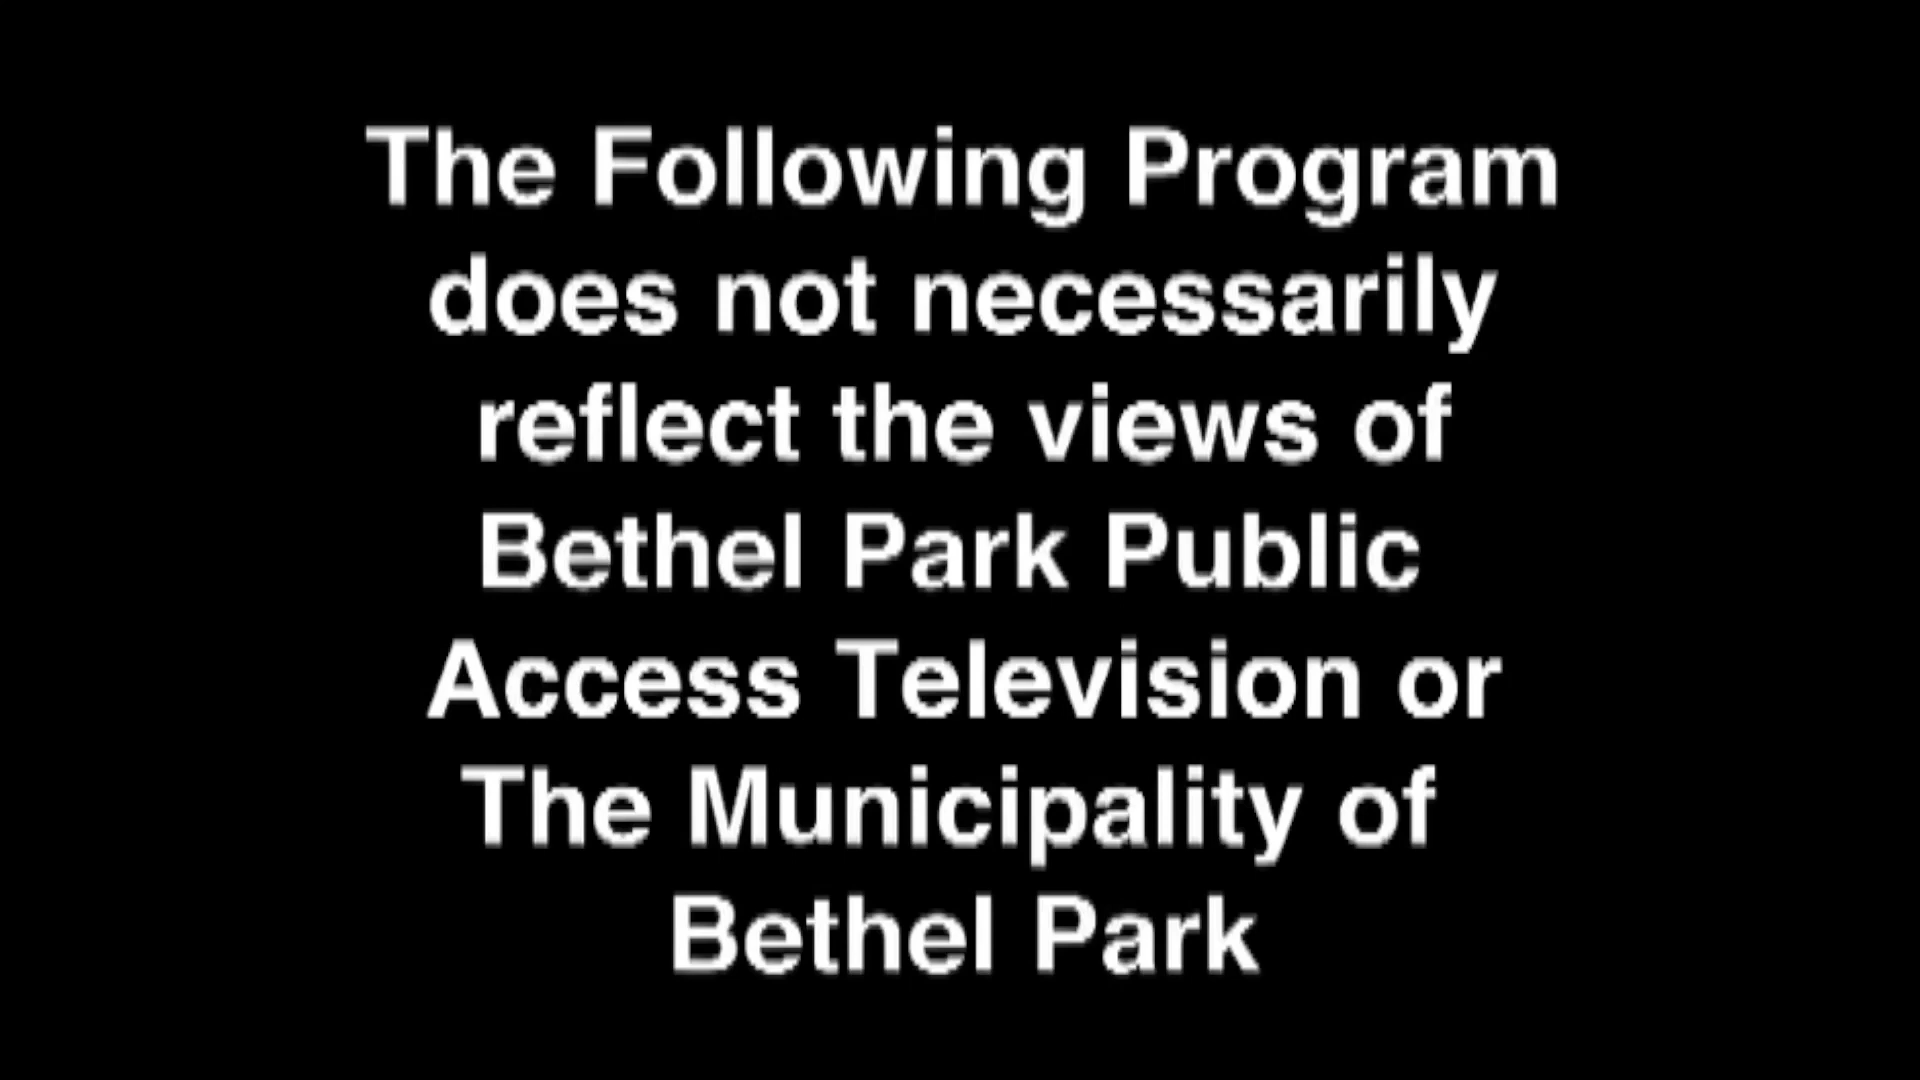 The Following Program
does not necessarily
reflect the views of
Bethel Park Public
Access Television or
The Municipality of
Bethel Park